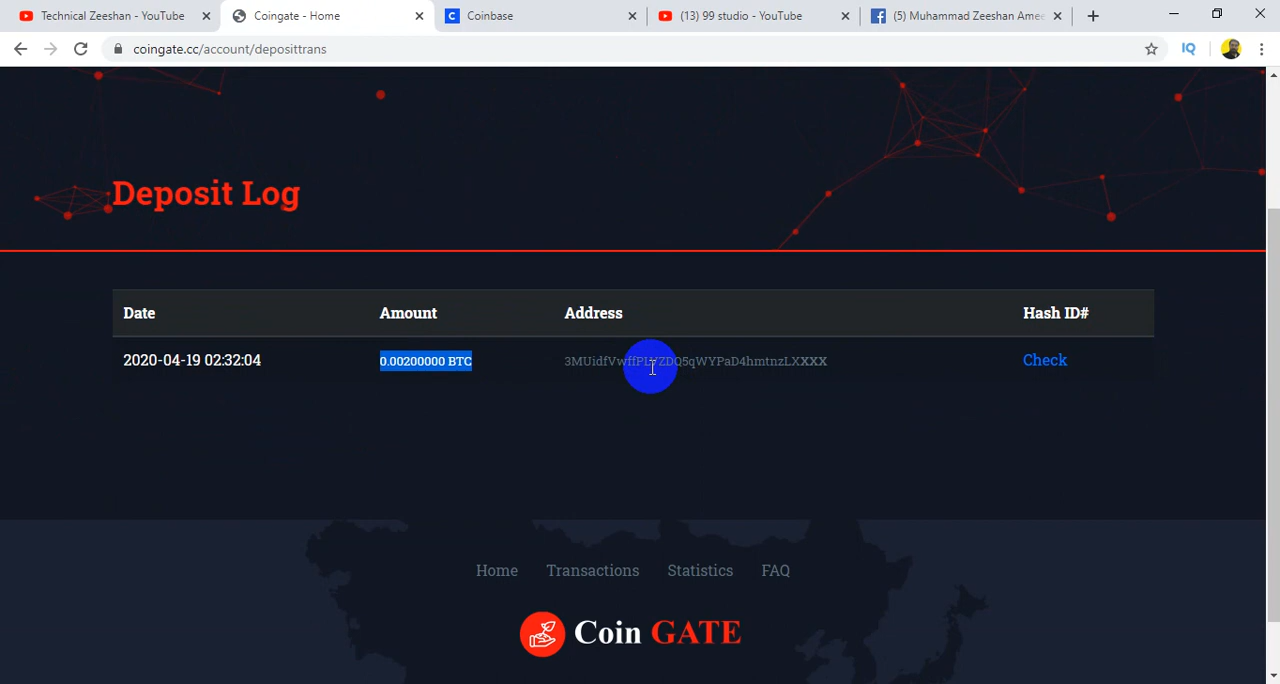 Technical Zeeshan - YouTube
Coingate - Home
Coinbase
(13) 99 studio - YouTube
(5) Muhammad Zeeshan Amee
coingate.cc/account/deposittrans
IQ
Deposit Log
Date Amount Address Hash ID#
2020-04-19 02:32:04 0.00200000 BTC Check
Home Transactions Statistics FAQ
Coin GATE